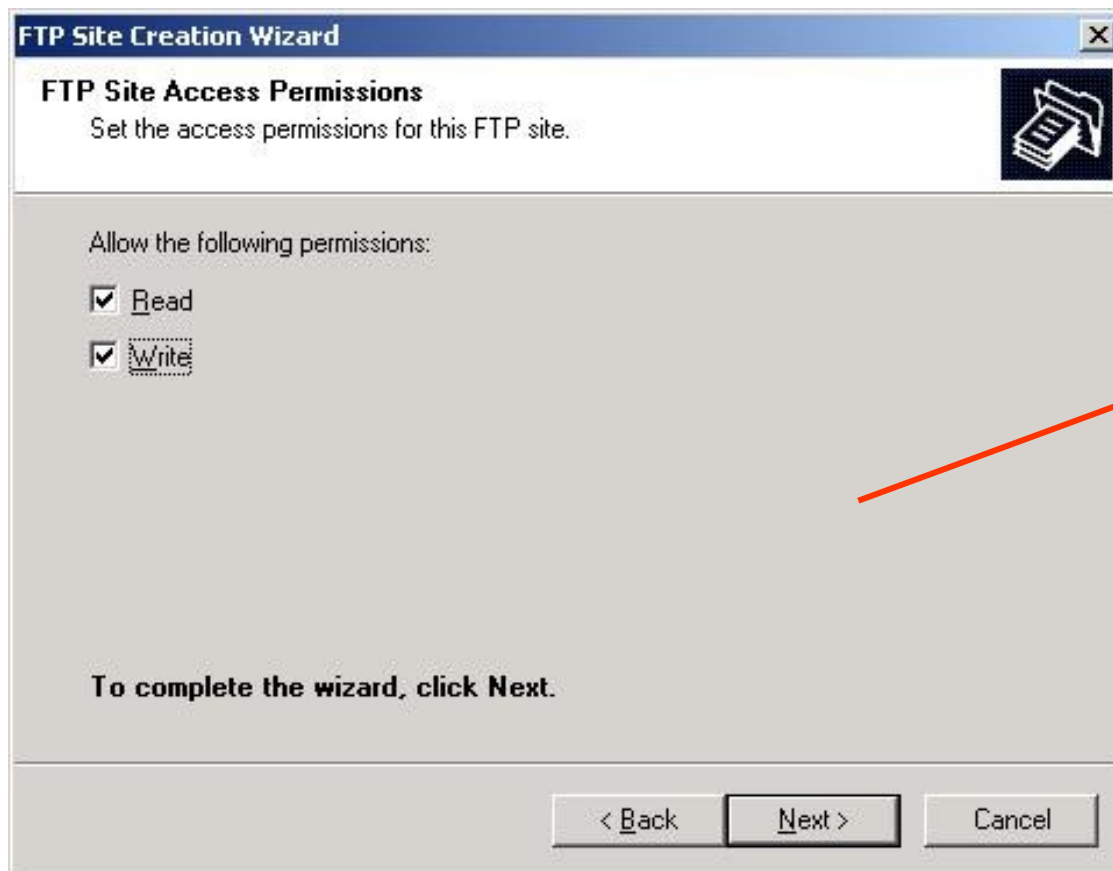 FTP Site Creation Wizard
FTP Site Access Permissions
Set the access permissions for this FTP site.
Allow the following permissions:
Read
Write
To complete the wizard, click Next.
< Back
Next >
Cancel